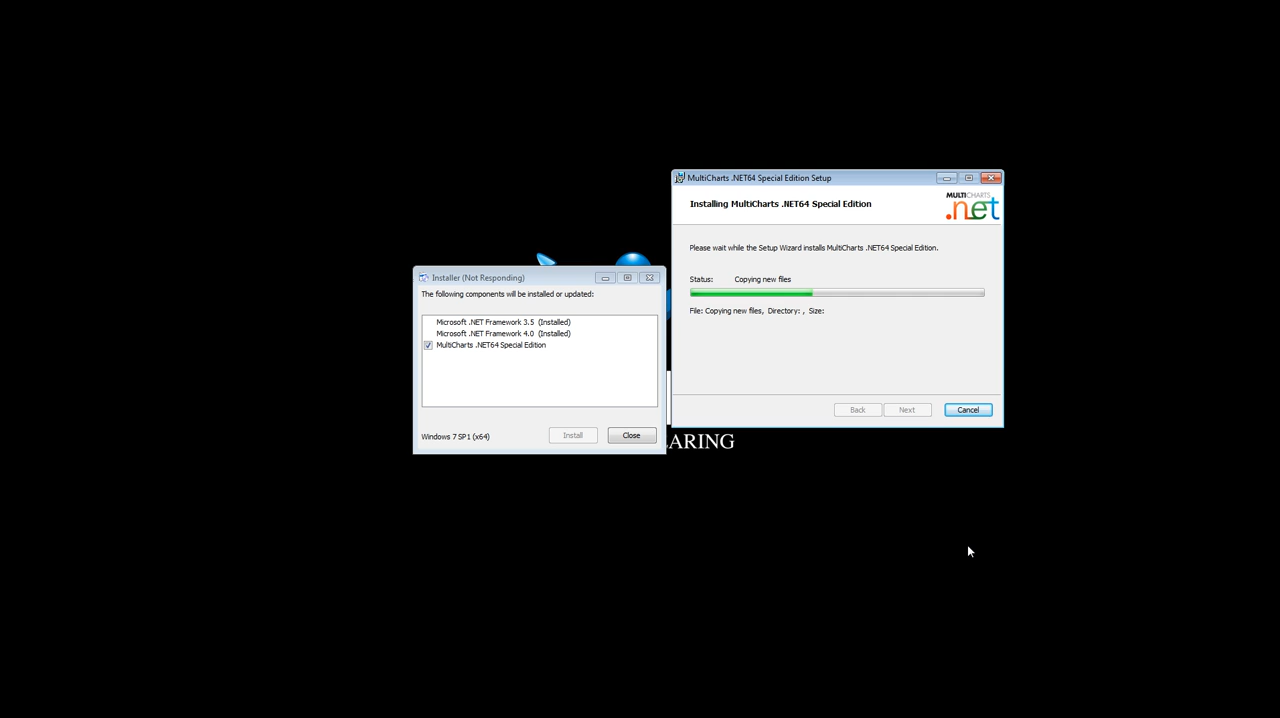 MultiCharts .NET64 Special Edition Setup
Installing MultiCharts .NET64 Special Edition
MULTICHARTS
.net
Please wait while the Setup Wizard installs MultiCharts .NET64 Special Edition.
Status: Copying new files
File: Copying new files, Directory: , Size:
Back
Next
Cancel
Installer (Not Responding)
The following components will be installed or updated:
Microsoft .NET Framework 3.5 (Installed)
Microsoft .NET Framework 4.0 (Installed)
MultiCharts .NET64 Special Edition
Windows 7 SP1 (x64)
Install
Close
EARING